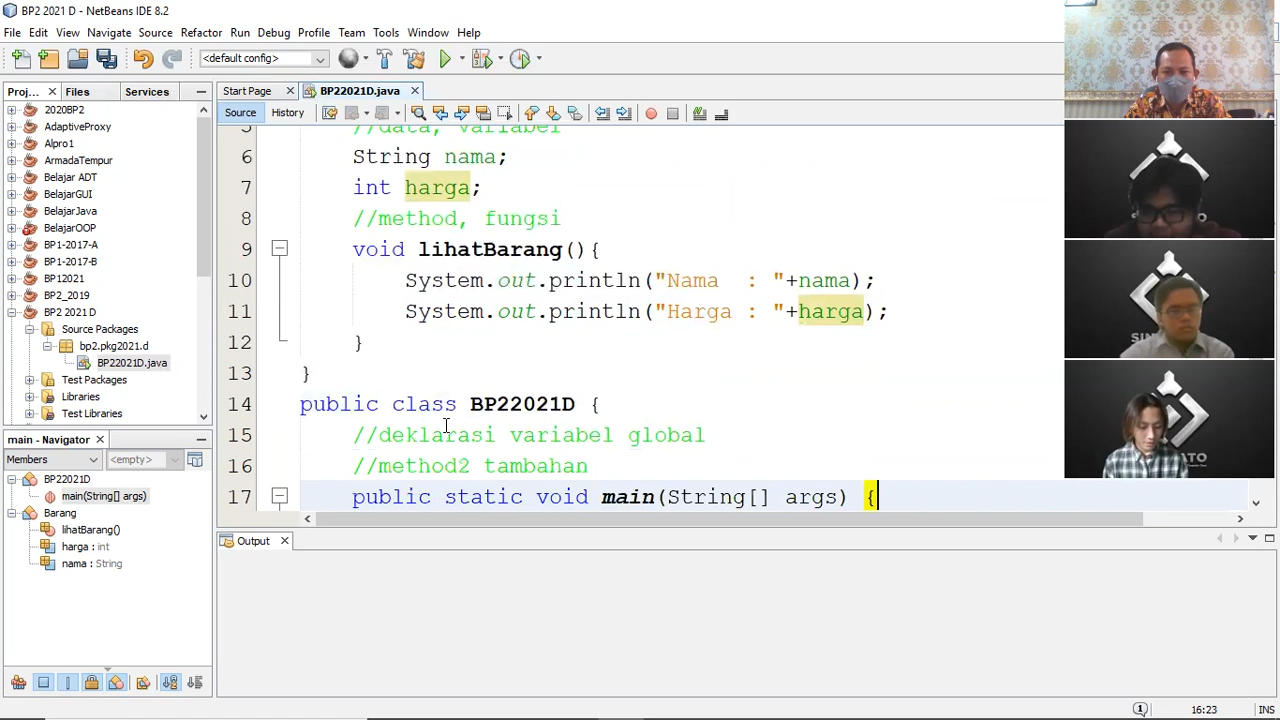 BP2 2021 D - NetBeans IDE 8.2
File Edit View Navigate Source Refactor Run Debug Profile Team Tools Window Help
<default config>
Proj... Files Services
Start Page BP22021D.java
Source History
2020BP2
AdaptiveProxy
Alpro1
ArmadaTempur
Belajar ADT
BelajarGUI
BelajarJava
BelajarOOP
BP1-2017-A
BP1-2017-B
BP12021
BP2_2019
BP2 2021 D
Source Packages
bp2.pkg2021.d
BP22021D.java
Test Packages
Libraries
Test Libraries
5 //data, variabel
6 String nama;
7 int harga;
8 //method, fungsi
9 void lihatBarang(){
10 System.out.println("Nama  : "+nama);
11 System.out.println("Harga : "+harga);
12 }
13 }
14 public class BP22021D {
15 //deklarasi variabel global
16 //method2 tambahan
17 public static void main(String[] args) {
main - Navigator
Members <empty>
BP22021D
main(String[] args)
Barang
lihatBarang()
harga : int
nama : String
Output
1 16:23 INS